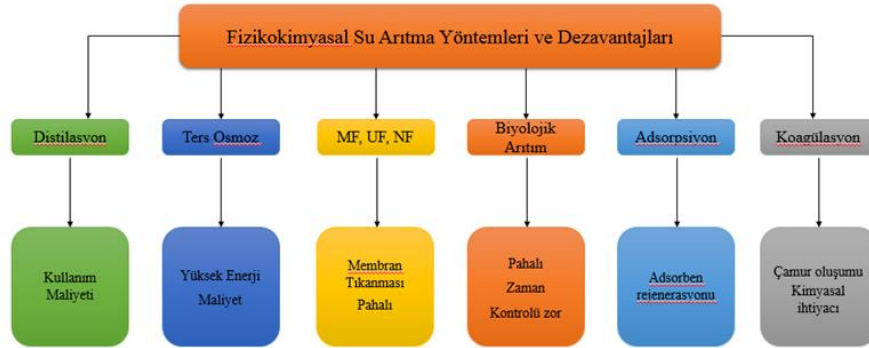 Fizikokimyasal Su Arıtma Yöntemleri ve Dezavantajları
Distilasyon
Ters Osmoz
MF, UF, NF
Biyolojik
Arıtım
Adsorpsiyon
Koagülasyon
Kullanım
Maliyeti
Yüksek Enerji
Maliyet
Membran
Tıkanması
Pahalı
Pahalı
Zaman
Kontrolü zor
Adsorben
rejenerasyonu
Çamur oluşumu
Kimyasal
ihtiyacı